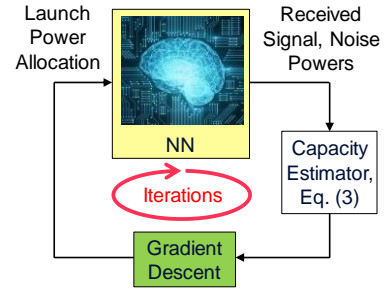 Launch
Power
Allocation
Received
Signal, Noise
Powers
NN
Iterations
Capacity
Estimator,
Eq. (3)
Gradient
Descent